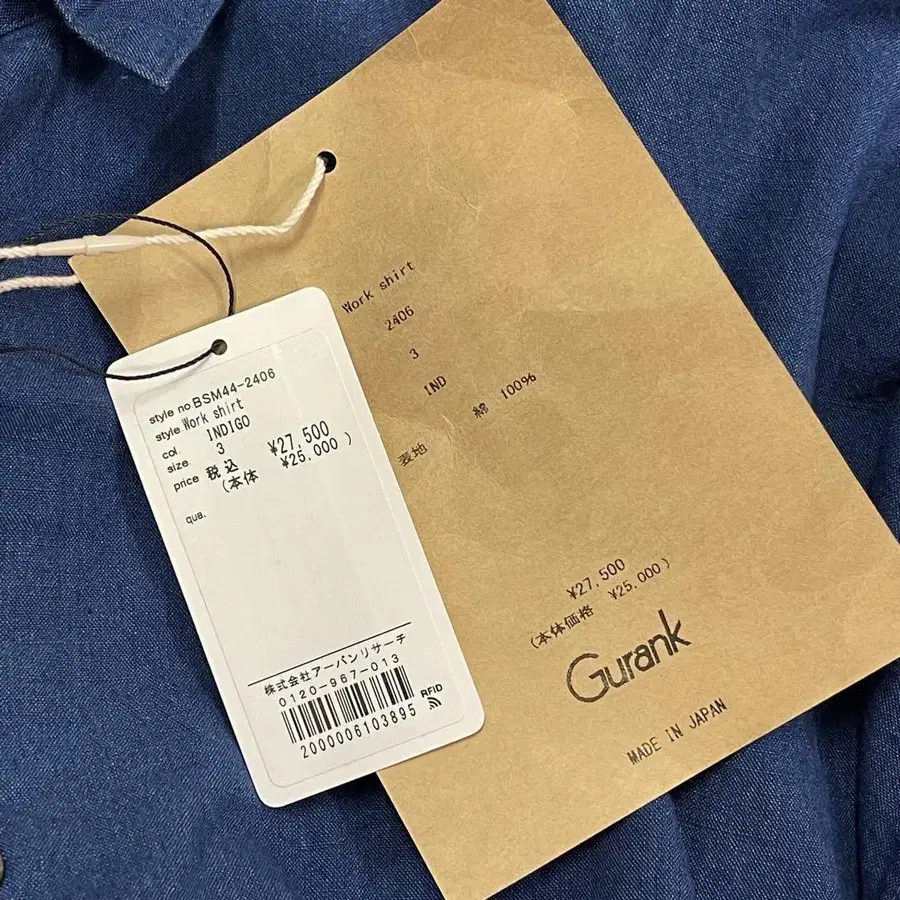 Work shirt
2406
3
IND
表地 綿 100%
¥27,500
(本体価格 ¥25,000)
Gurank
MADE IN JAPAN
style no BSM44-2406
style Work shirt
col. INDIGO
size. 3
price 税込 ¥27,500
(本体 ¥25,000)
qua.
株式会社アーバンリサーチ
0120-967-013
RFID
2000006103895